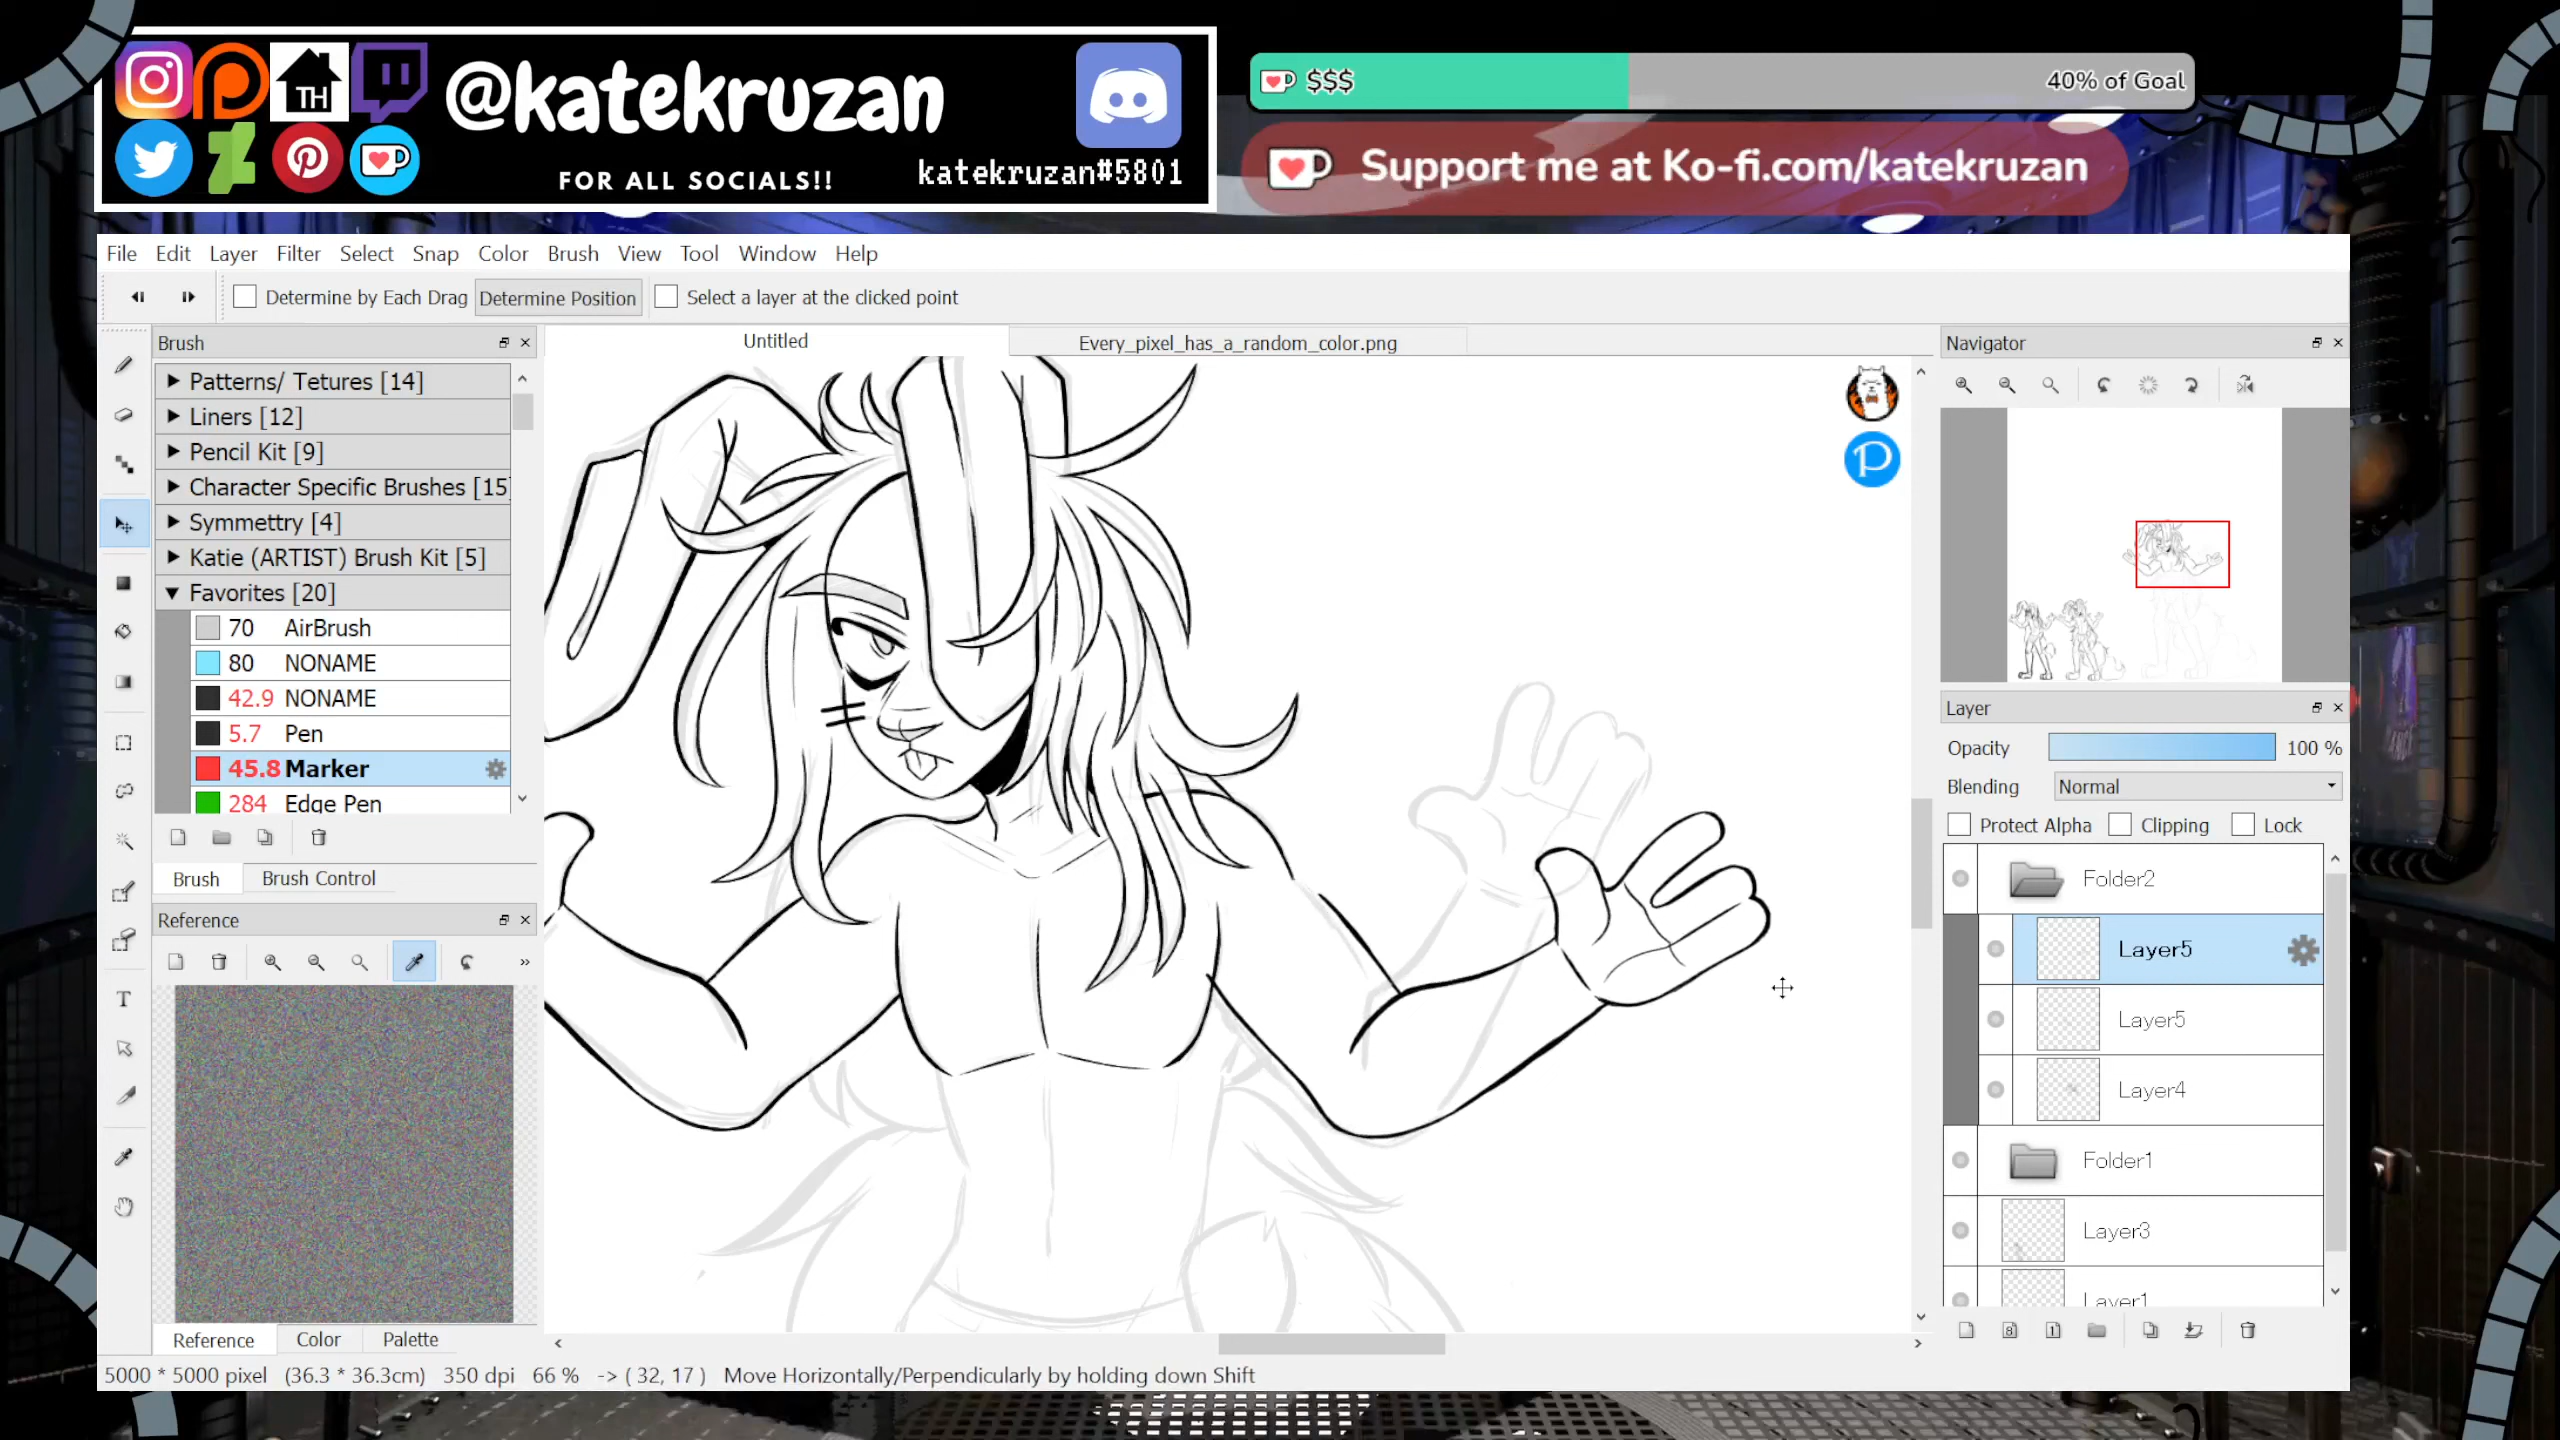 TH
@katekruzan
FOR ALL SOCIALS!!
katekruzan#5801
$$$
40% of Goal
Support me at Ko-fi.com/katekruzan
File Edit Layer Filter Select Snap Color Brush View Tool Window Help
Determine by Each Drag Determine Position Select a layer at the clicked point
Brush
Patterns/ Tetures [14]
Liners [12]
Pencil Kit [9]
Character Specific Brushes [15]
Symmettry [4]
Katie (ARTIST) Brush Kit [5]
Favorites [20]
70 AirBrush
80 NONAME
42.9 NONAME
5.7 Pen
45.8 Marker
284 Edge Pen
Brush Brush Control
Reference
T
Reference Color Palette
Untitled Every_pixel_has_a_random_color.png
P
Navigator
Layer
Opacity 100 %
Blending Normal
Protect Alpha Clipping Lock
Folder2
Layer5
Layer5
Layer4
Folder1
Layer3
Layer1
8 1
5000 * 5000 pixel (36.3 * 36.3cm) 350 dpi 66 % -> ( 32, 17 ) Move Horizontally/Perpendicularly by holding down Shift